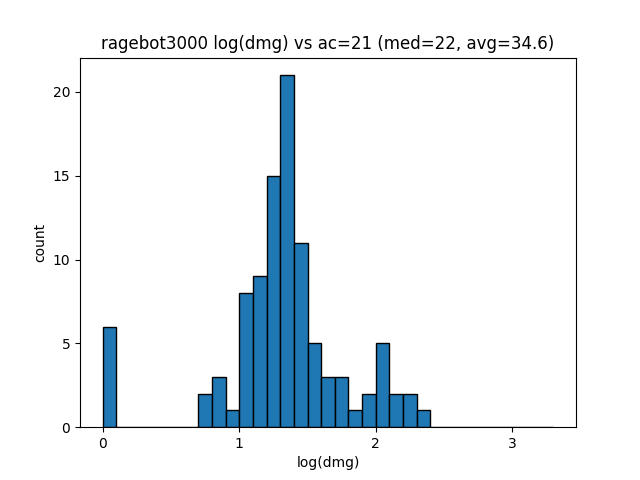 ragebot3000 log(dmg) vs ac=21 (med=22, avg=34.6)
20
15
10
5
0
count
0 1 2 3
log(dmg)